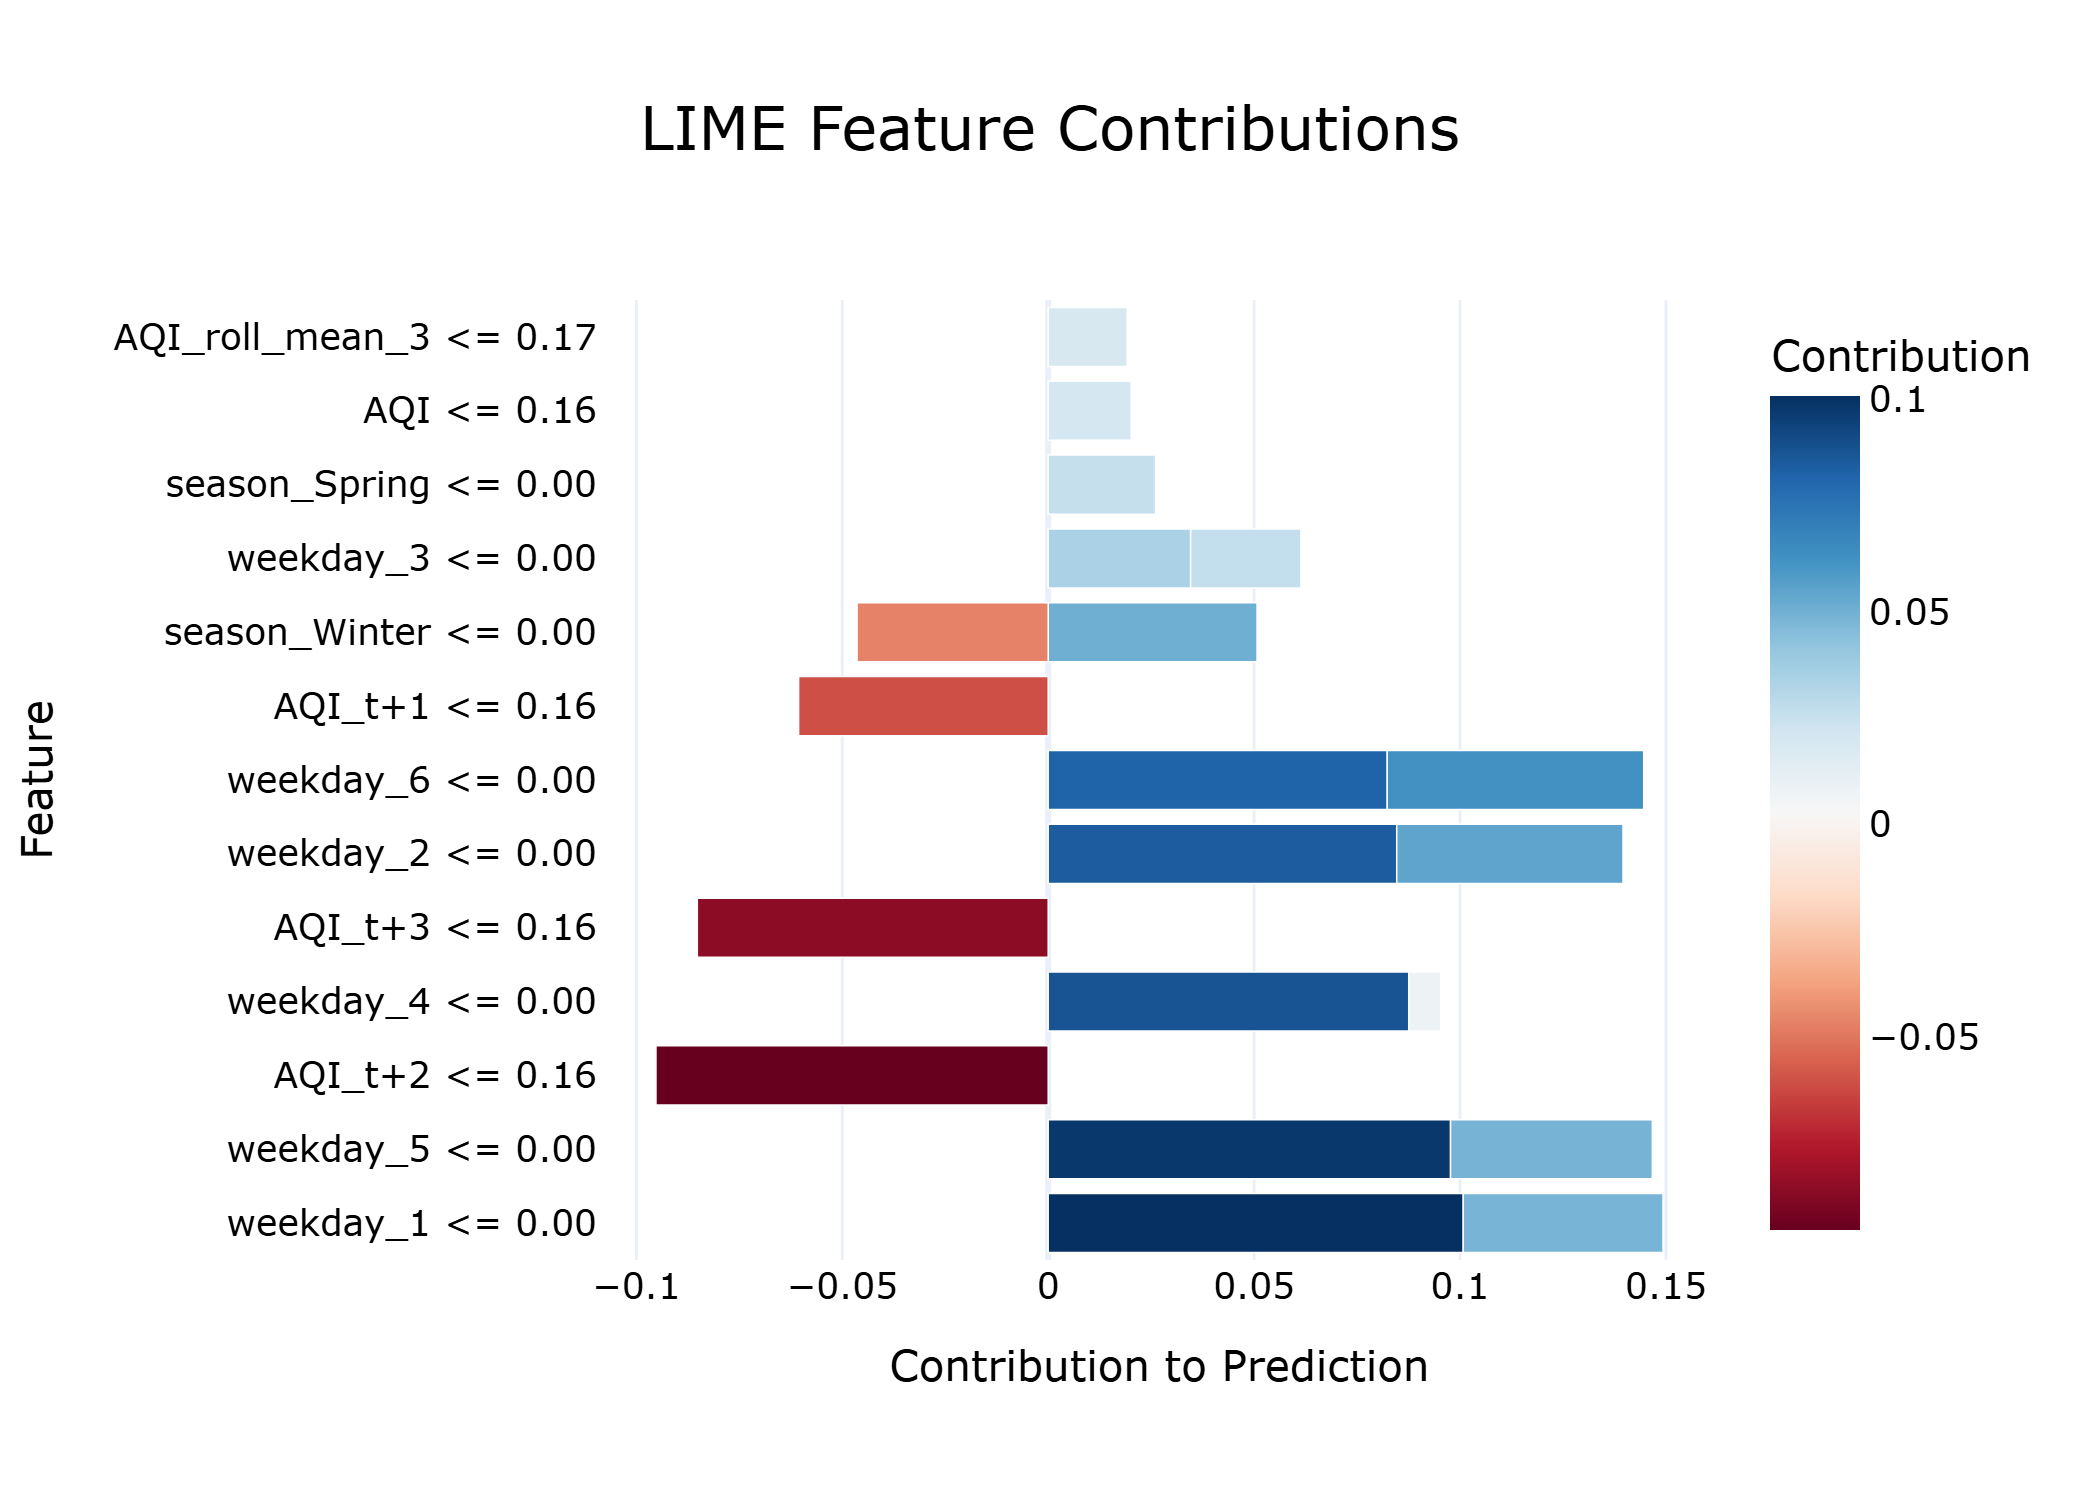 LIME Feature Contributions
AQI_roll_mean_3 <= 0.17
AQI <= 0.16
season_Spring <= 0.00
weekday_3 <= 0.00
season_Winter <= 0.00
AQI_t+1 <= 0.16
weekday_6 <= 0.00
weekday_2 <= 0.00
AQI_t+3 <= 0.16
weekday_4 <= 0.00
AQI_t+2 <= 0.16
weekday_5 <= 0.00
weekday_1 <= 0.00
Feature
−0.1
−0.05
0
0.05
0.1
0.15
Contribution to Prediction
Contribution
0.1
0.05
0
−0.05